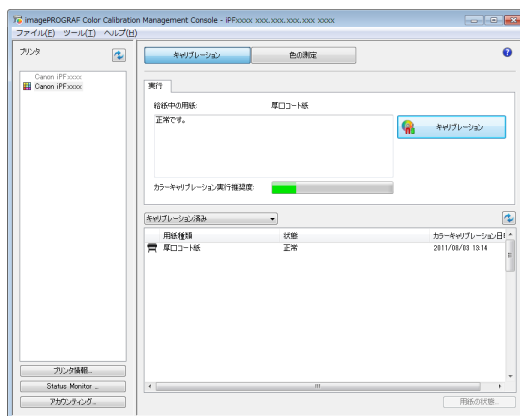 imagePROGRAF Color Calibration Management Console - iPFxxxx xxx.xxx.xxx.xxx xxxx
ファイル(F) ツール(T) ヘルプ(H)
プリンタ
Canon iPFxxxx
Canon iPFxxxx
プリンタ情報...
Status Monitor ...
アカウンティング...
キャリブレーション 色の測定
実行
給紙中の用紙: 厚口コート紙
正常です。
キャリブレーション
カラーキャリブレーション実行推奨度:
キャリブレーション済み
用紙種類 状態 カラーキャリブレーション日
厚口コート紙 正常 2011/08/03 13:14
用紙の状態...